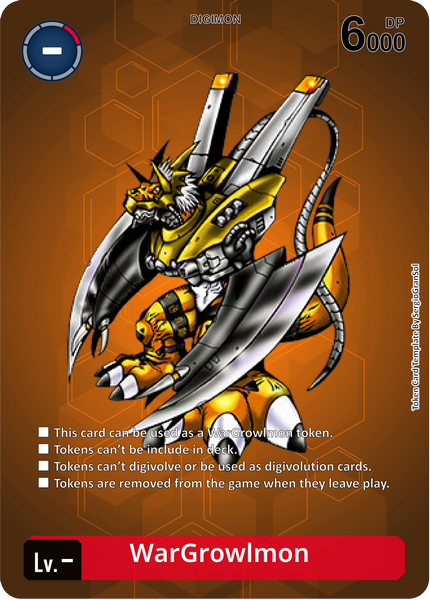 DIGIMON
DP
6000
-
■ This card can be used as a WarGrowlmon token.
■ Tokens can't be include in deck.
■ Tokens can't digivolve or be used as digivolution cards.
■ Tokens are removed from the game when they leave play.
Token Card Template By SergioGranSol
Lv.-
WarGrowlmon